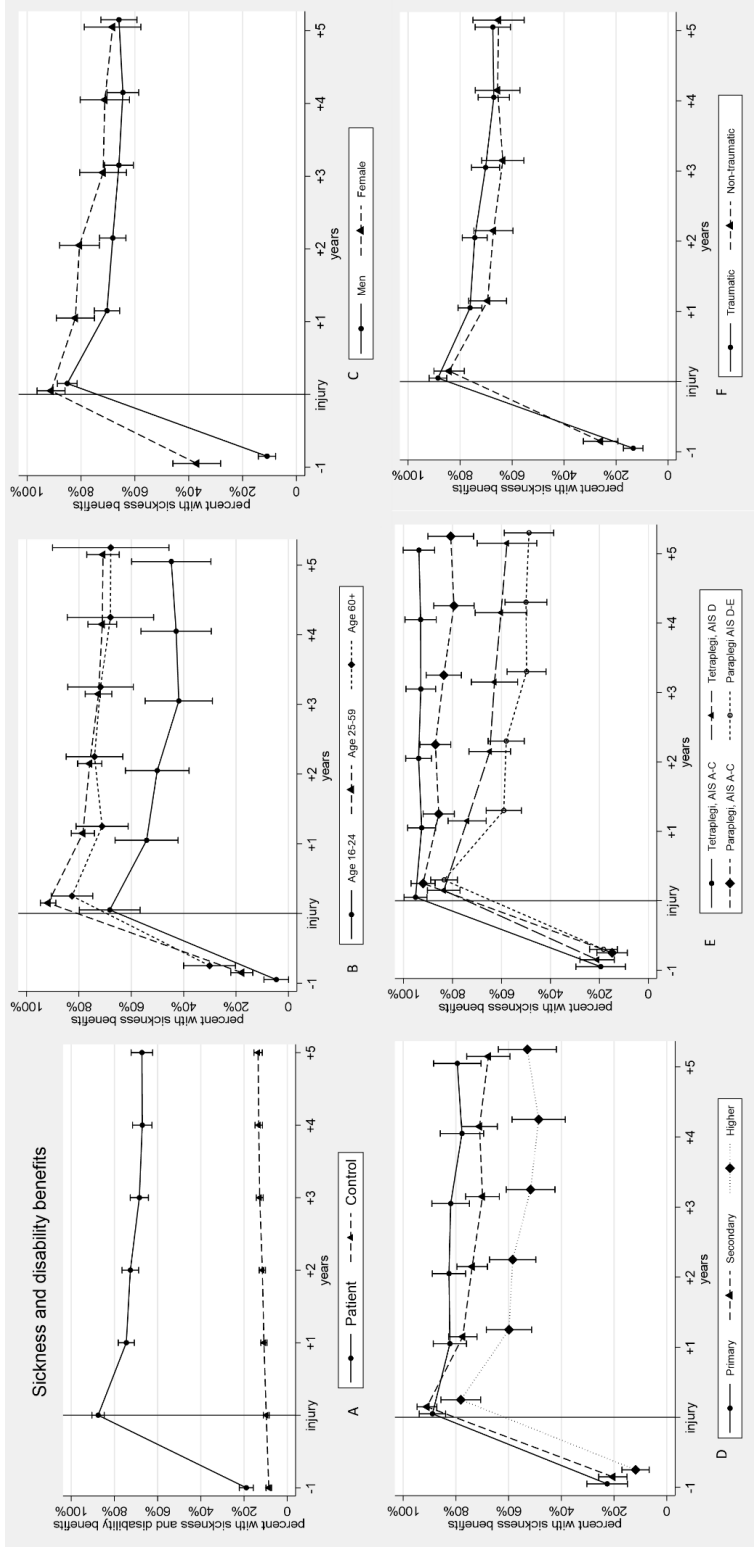 Sickness and disability benefits
percent with sickness and disability benefits
100%
80%
60%
40%
20%
0
-1
injury
+1
+2
+3
+4
+5
years
Patient
Control
A
percent with sickness benefits
100%
80%
60%
40%
20%
0
-1
injury
+1
+2
+3
+4
+5
years
Age 16-24
Age 25-59
Age 60+
B
percent with sickness benefits
100%
80%
60%
40%
20%
0
-1
injury
+1
+2
+3
+4
+5
years
Men
Female
C
percent with sickness benefits
100%
80%
60%
40%
20%
0
-1
injury
+1
+2
+3
+4
+5
years
Primary
Secondary
Higher
D
percent with sickness benefits
100%
80%
60%
40%
20%
0
-1
injury
+1
+2
+3
+4
+5
years
Tetraplegi, AIS A-C
Tetraplegi, AIS D
Paraplegi, AIS A-C
Paraplegi AIS D-E
E
percent with sickness benefits
100%
80%
60%
40%
20%
0
-1
injury
+1
+2
+3
+4
+5
years
Traumatic
Non-traumatic
F